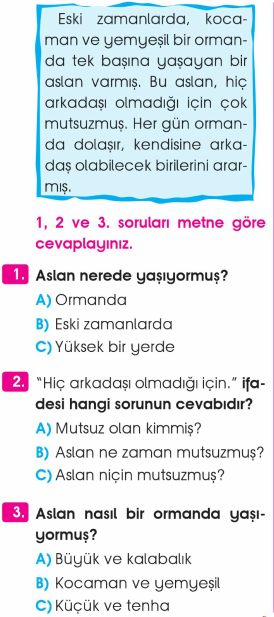 Eski zamanlarda, koca-
man ve yemyeşil bir orman-
da tek başına yaşayan bir
aslan varmış. Bu aslan, hiç
arkadaşı olmadığı için çok
mutsuzmuş. Her gün orman-
da dolaşır, kendisine arka-
daş olabilecek birilerini arar-
mış.
1, 2 ve 3. soruları metne göre
cevaplayınız.
1. Aslan nerede yaşıyormuş?
A) Ormanda
B) Eski zamanlarda
C) Yüksek bir yerde
2. “Hiç arkadaşı olmadığı için.” ifa-
desi hangi sorunun cevabıdır?
A) Mutsuz olan kimmiş?
B) Aslan ne zaman mutsuzmuş?
C) Aslan niçin mutsuzmuş?
3. Aslan nasıl bir ormanda yaşı-
yormuş?
A) Büyük ve kalabalık
B) Kocaman ve yemyeşil
C) Küçük ve tenha